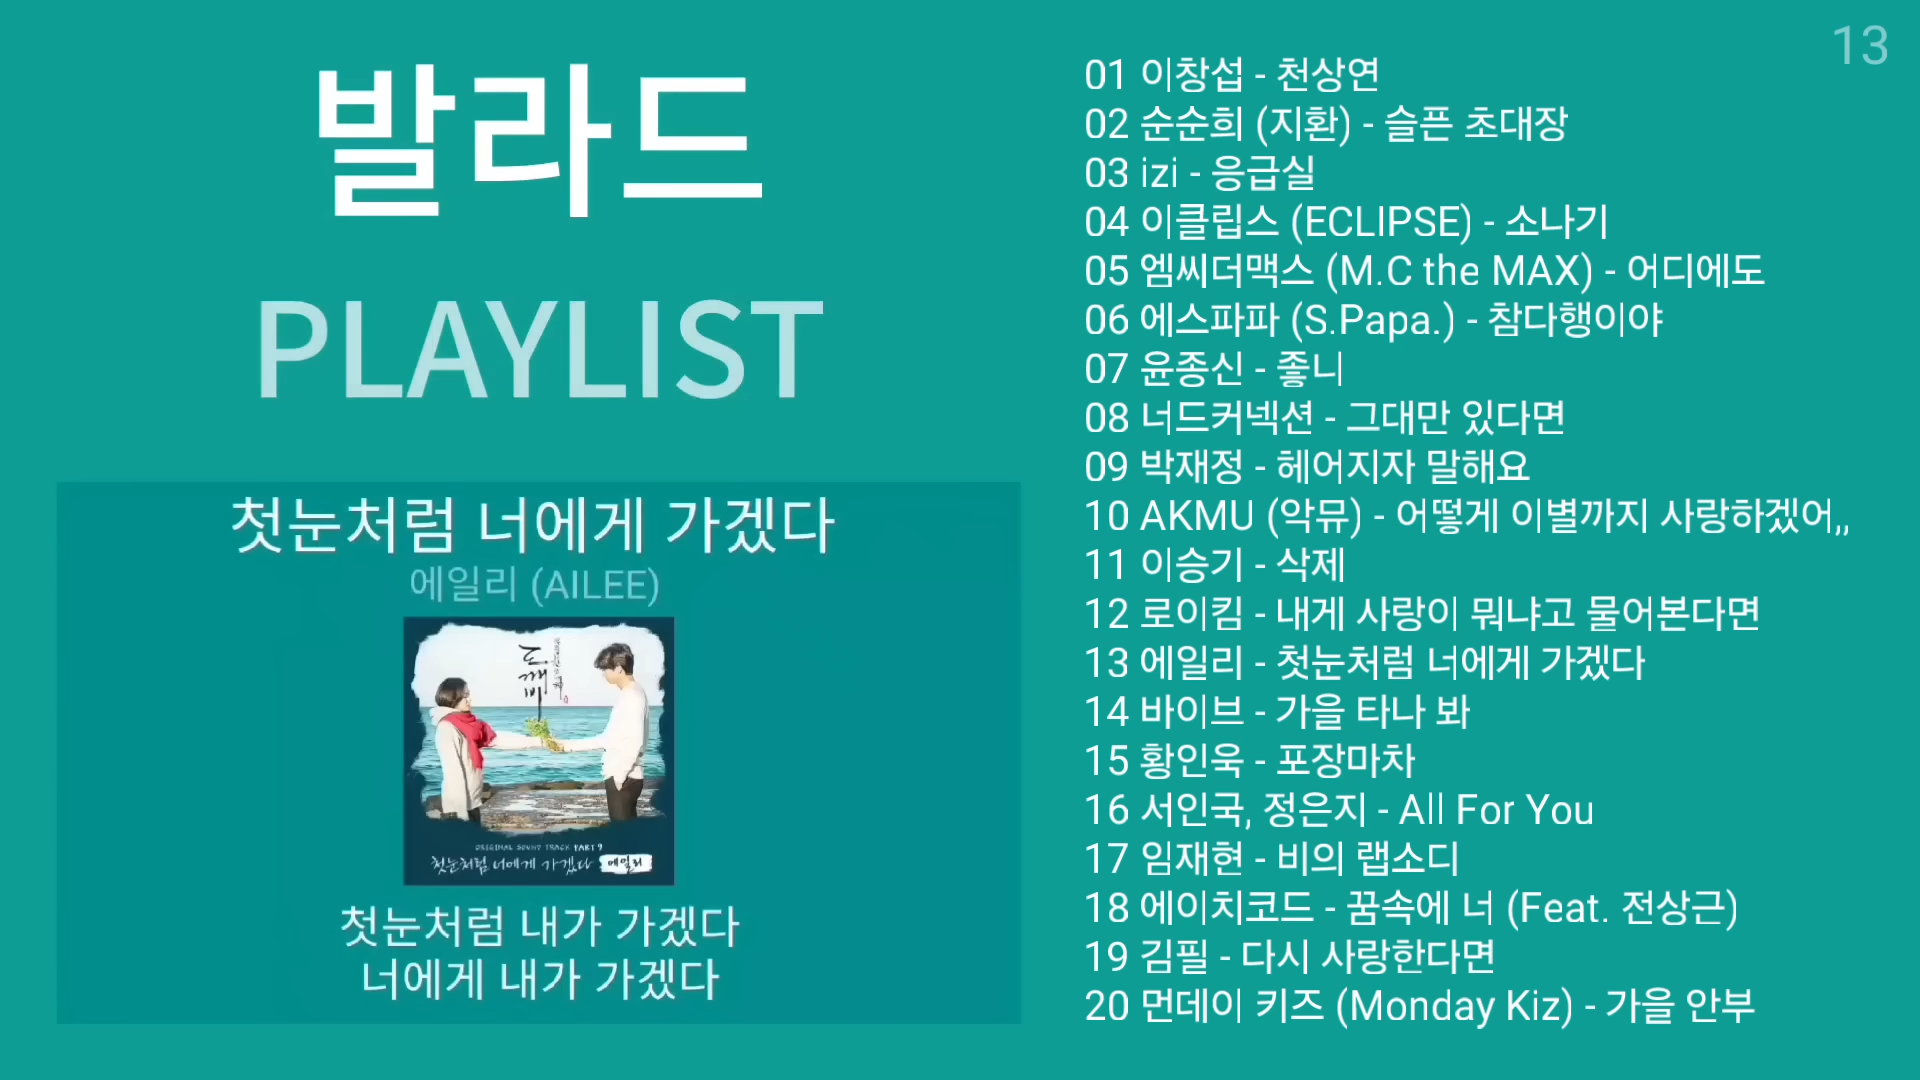 발라드
PLAYLIST
첫눈처럼 너에게 가겠다
에일리 (AILEE)
도깨비
ORIGINAL SOUND TRACK PART 9
첫눈처럼 너에게 가겠다 에일리
첫눈처럼 내가 가겠다
너에게 내가 가겠다
13
01 이창섭 - 천상연
02 순순희 (지환) - 슬픈 초대장
03 izi - 응급실
04 이클립스 (ECLIPSE) - 소나기
05 엠씨더맥스 (M.C the MAX) - 어디에도
06 에스파파 (S.Papa.) - 참다행이야
07 윤종신 - 좋니
08 너드커넥션 - 그대만 있다면
09 박재정 - 헤어지자 말해요
10 AKMU (악뮤) - 어떻게 이별까지 사랑하겠어,,
11 이승기 - 삭제
12 로이킴 - 내게 사랑이 뭐냐고 물어본다면
13 에일리 - 첫눈처럼 너에게 가겠다
14 바이브 - 가을 타나 봐
15 황인욱 - 포장마차
16 서인국, 정은지 - All For You
17 임재현 - 비의 랩소디
18 에이치코드 - 꿈속에 너 (Feat. 전상근)
19 김필 - 다시 사랑한다면
20 먼데이 키즈 (Monday Kiz) - 가을 안부